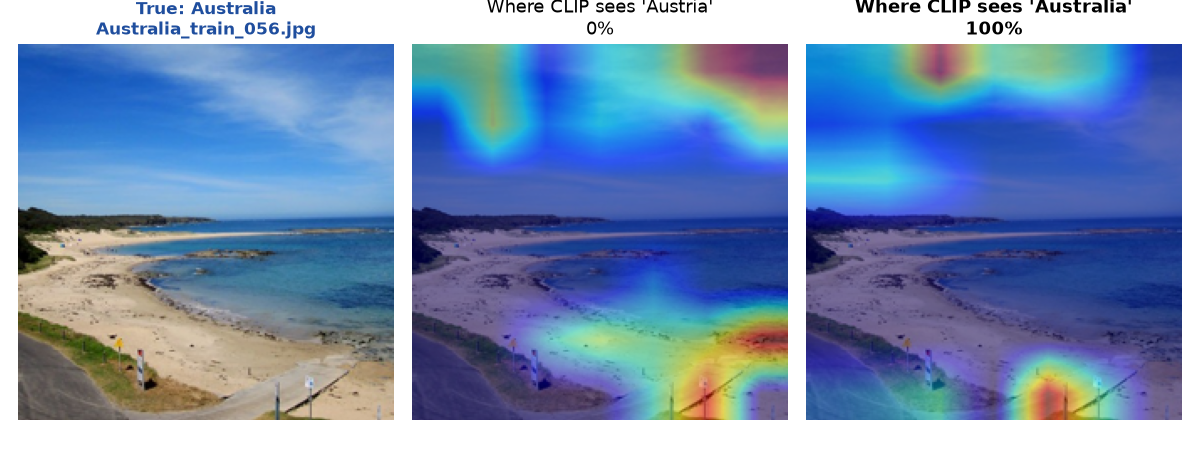 True: Australia
Australia_train_056.jpg
Where CLIP sees 'Austria'
0%
Where CLIP sees 'Australia'
100%